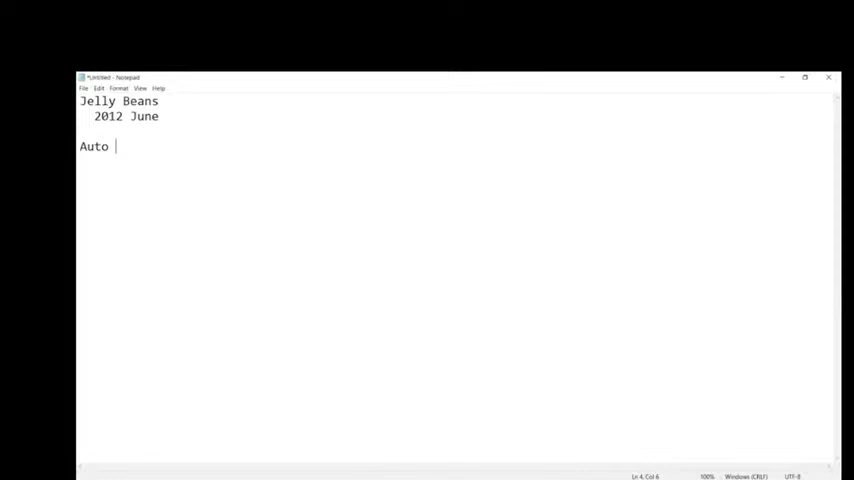 *Untitled - Notepad
File Edit Format View Help
Jelly Beans
2012 June
Auto
Ln 4, Col 6 100% Windows (CRLF) UTF-8